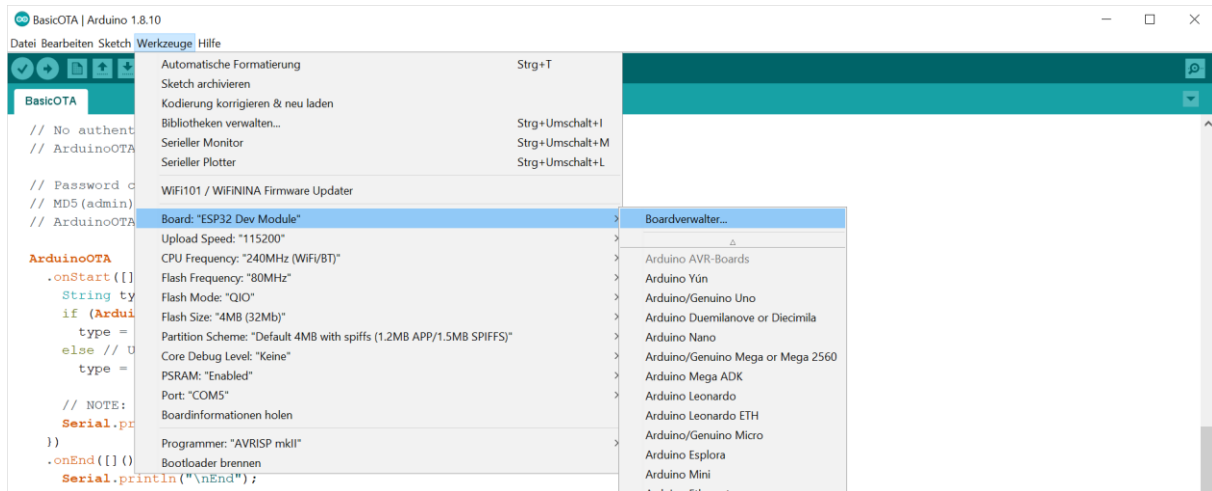 BasicOTA | Arduino 1.8.10
Datei Bearbeiten Sketch Werkzeuge Hilfe
BasicOTA
// No authent
// ArduinoOTA
// Password c
// MD5(admin)
// ArduinoOTA
ArduinoOTA
.onStart([]
String ty
if (Ardui
type =
else // U
type =
// NOTE:
Serial.pr
})
.onEnd([]()
Serial.println("\nEnd");
Automatische Formatierung Strg+T
Sketch archivieren
Kodierung korrigieren & neu laden
Bibliotheken verwalten... Strg+Umschalt+I
Serieller Monitor Strg+Umschalt+M
Serieller Plotter Strg+Umschalt+L
WiFi101 / WiFiNINA Firmware Updater
Board: "ESP32 Dev Module"
Upload Speed: "115200"
CPU Frequency: "240MHz (WiFi/BT)"
Flash Frequency: "80MHz"
Flash Mode: "QIO"
Flash Size: "4MB (32Mb)"
Partition Scheme: "Default 4MB with spiffs (1.2MB APP/1.5MB SPIFFS)"
Core Debug Level: "Keine"
PSRAM: "Enabled"
Port: "COM5"
Boardinformationen holen
Programmer: "AVRISP mkII"
Bootloader brennen
Boardverwalter...
Arduino AVR-Boards
Arduino Yún
Arduino/Genuino Uno
Arduino Duemilanove or Diecimila
Arduino Nano
Arduino/Genuino Mega or Mega 2560
Arduino Mega ADK
Arduino Leonardo
Arduino Leonardo ETH
Arduino/Genuino Micro
Arduino Esplora
Arduino Mini